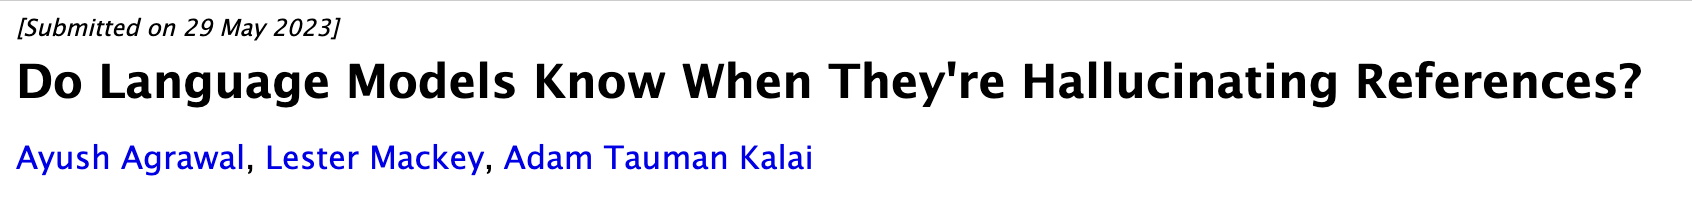 [Submitted on 29 May 2023]
Do Language Models Know When They're Hallucinating References?
Ayush Agrawal, Lester Mackey, Adam Tauman Kalai